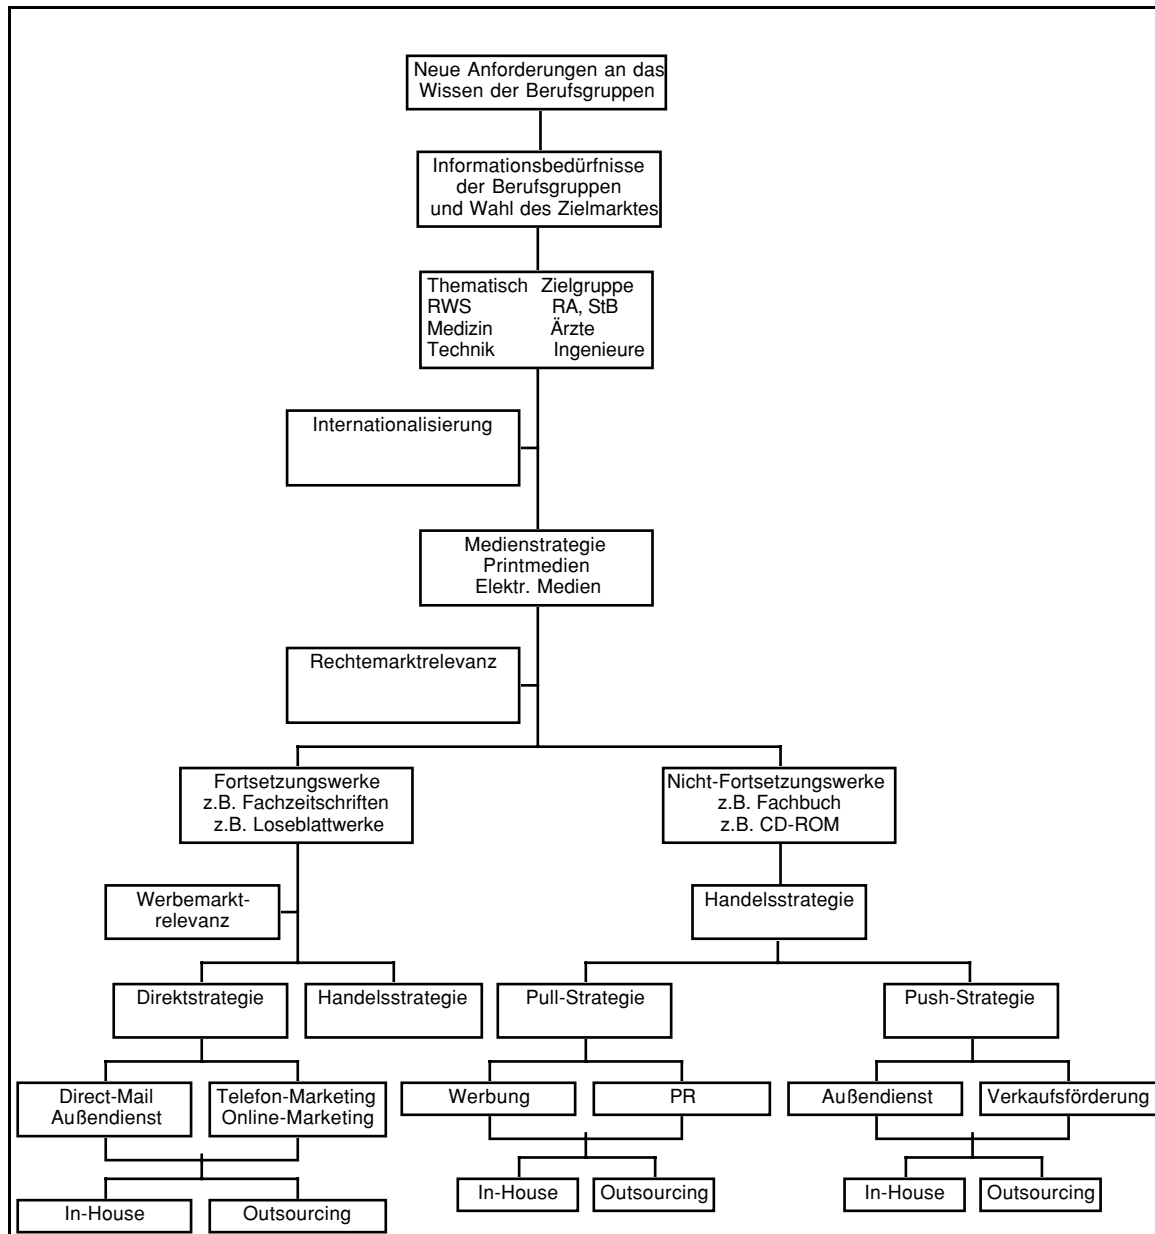 Neue Anforderungen an das
Wissen der Berufsgruppen
Informationsbedürfnisse
der Berufsgruppen
und Wahl des Zielmarktes
Thematisch Zielgruppe
RWS RA, StB
Medizin Ärzte
Technik Ingenieure
Internationalisierung
Medienstrategie
Printmedien
Elektr. Medien
Rechtemarktrelevanz
Fortsetzungswerke
z.B. Fachzeitschriften
z.B. Loseblattwerke
Nicht-Fortsetzungswerke
z.B. Fachbuch
z.B. CD-ROM
Werbemarkt-
relevanz
Handelsstrategie
Direktstrategie
Handelsstrategie
Pull-Strategie
Push-Strategie
Direct-Mail
Außendienst
Telefon-Marketing
Online-Marketing
Werbung
PR
Außendienst
Verkaufsförderung
In-House
Outsourcing
In-House
Outsourcing
In-House
Outsourcing